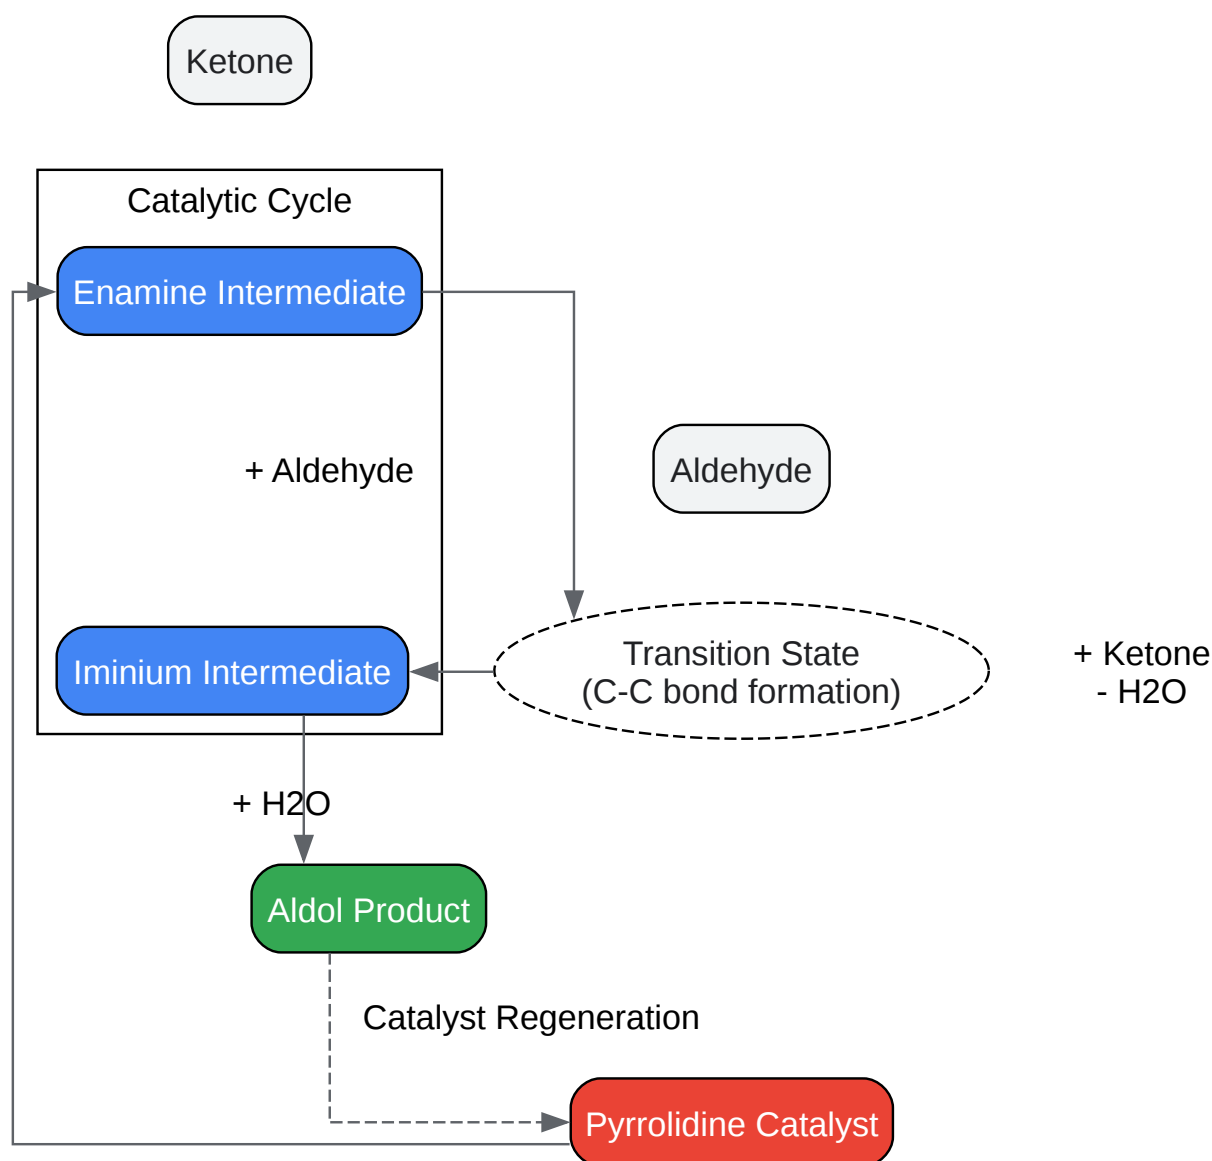 Ketone
Catalytic Cycle
Enamine Intermediate
+ Aldehyde
Aldehyde
Iminium Intermediate
Transition State
(C-C bond formation)
+ Ketone
- H2O
+ H2O
Aldol Product
Catalyst Regeneration
Pyrrolidine Catalyst